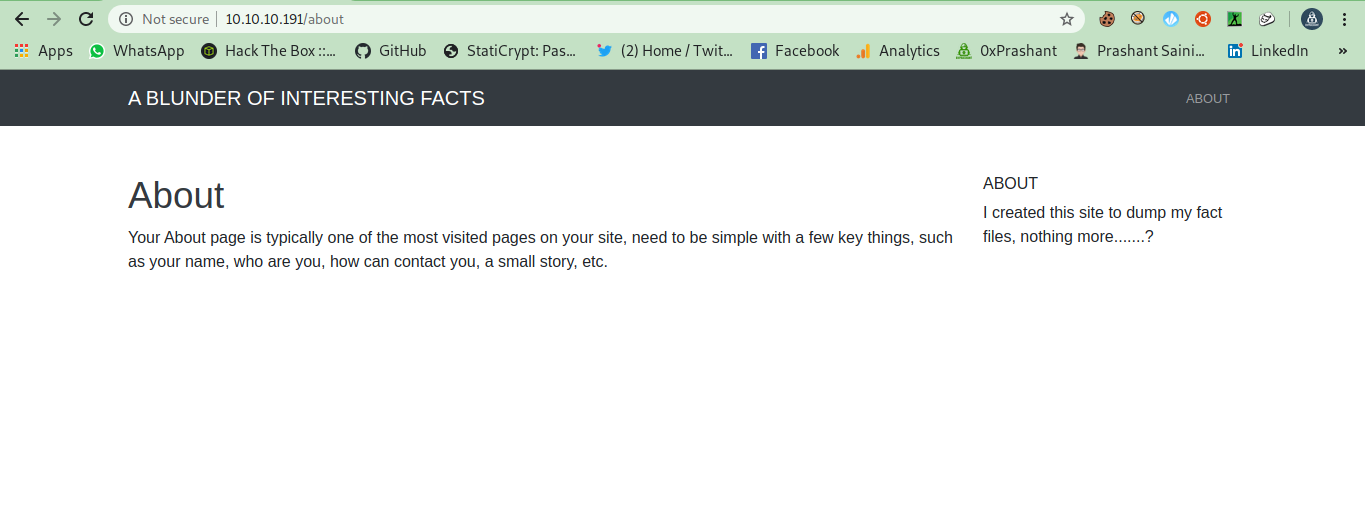 Not secure | 10.10.10.191/about
Apps WhatsApp Hack The Box ::... GitHub StatiCrypt: Pas... (2) Home / Twit... Facebook Analytics 0xPrashant Prashant Saini... LinkedIn »
A BLUNDER OF INTERESTING FACTS
ABOUT
About
Your About page is typically one of the most visited pages on your site, need to be simple with a few key things, such
as your name, who are you, how can contact you, a small story, etc.
ABOUT
I created this site to dump my fact
files, nothing more.......?